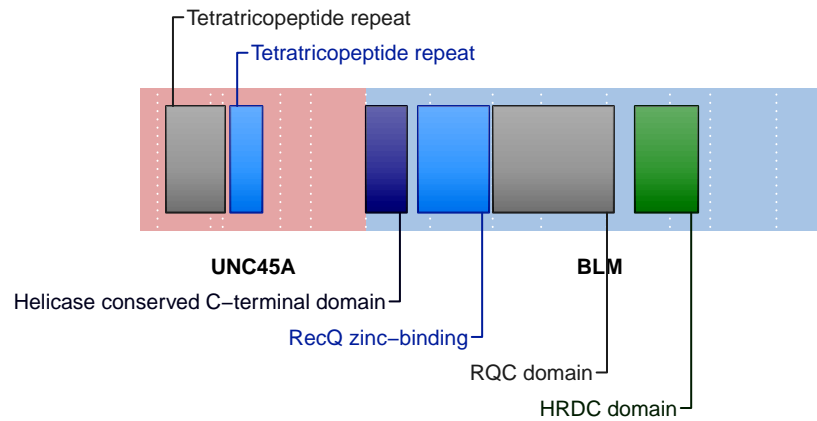 Tetratricopeptide repeat
Tetratricopeptide repeat
UNC45A
BLM
Helicase conserved C−terminal domain
RecQ zinc−binding
RQC domain
HRDC domain